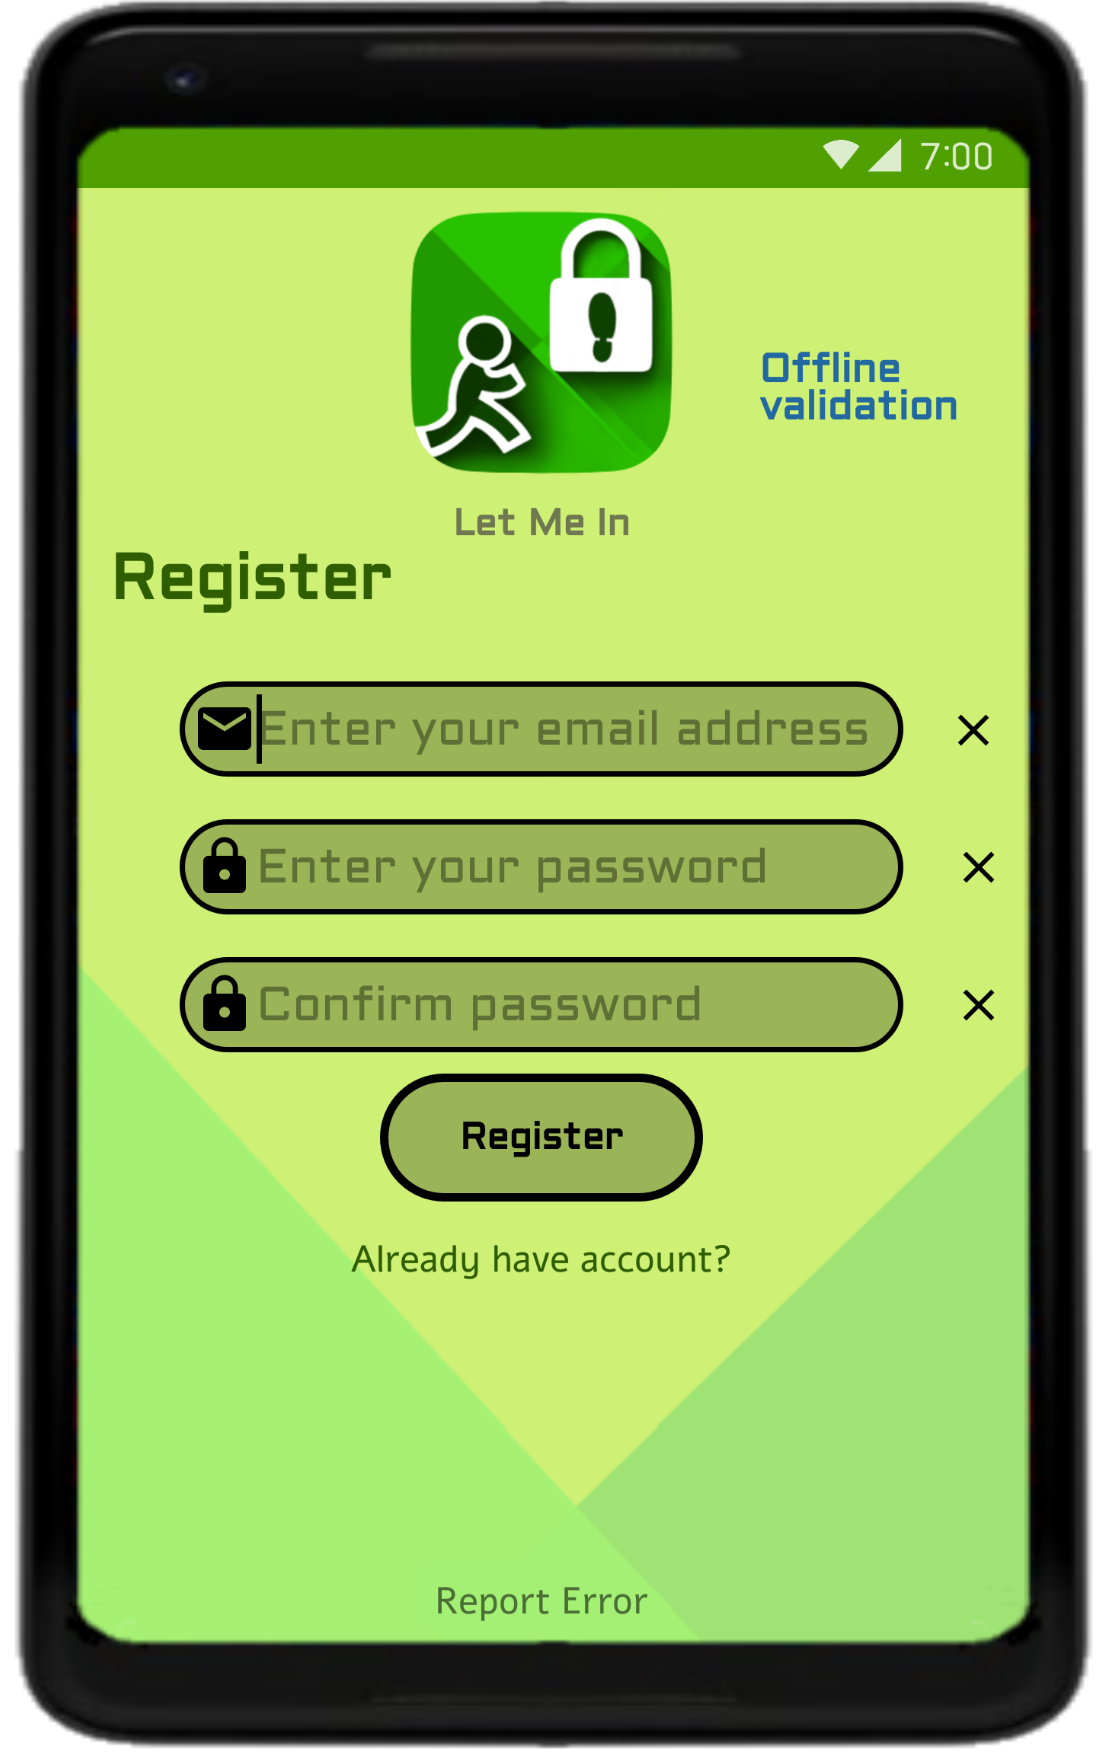 7:00
Offline
validation
Let Me In
Register
Enter your email address
Enter your password
Confirm password
Register
Already have account?
Report Error